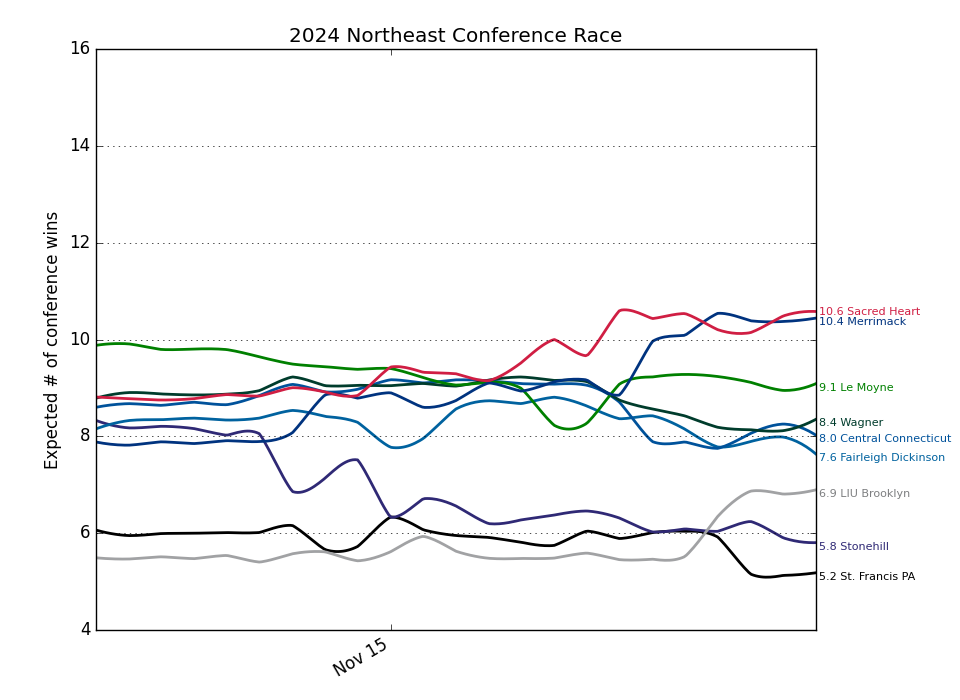 2024 Northeast Conference Race
Expected # of conference wins
16
14
12
10
8
6
4
Nov 15
10.6 Sacred Heart
10.4 Merrimack
9.1 Le Moyne
8.4 Wagner
8.0 Central Connecticut
7.6 Fairleigh Dickinson
6.9 LIU Brooklyn
5.8 Stonehill
5.2 St. Francis PA